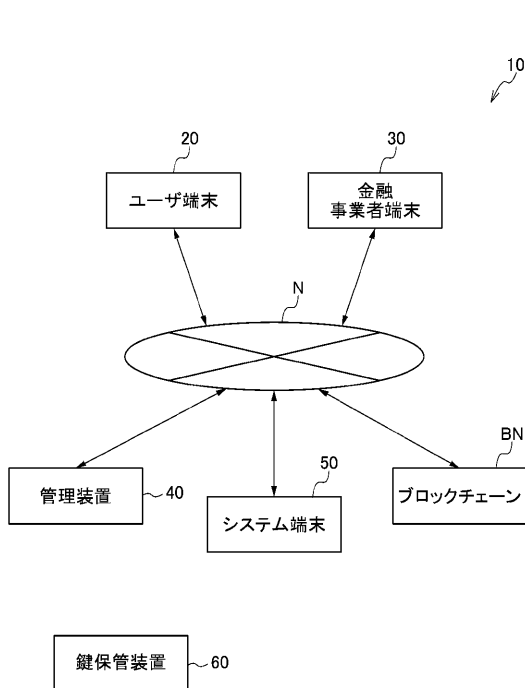 10
20
30
ユーザ端末
金融
事業者端末
N
BN
管理装置
40
50
システム端末
ブロックチェーン
鍵保管装置
60